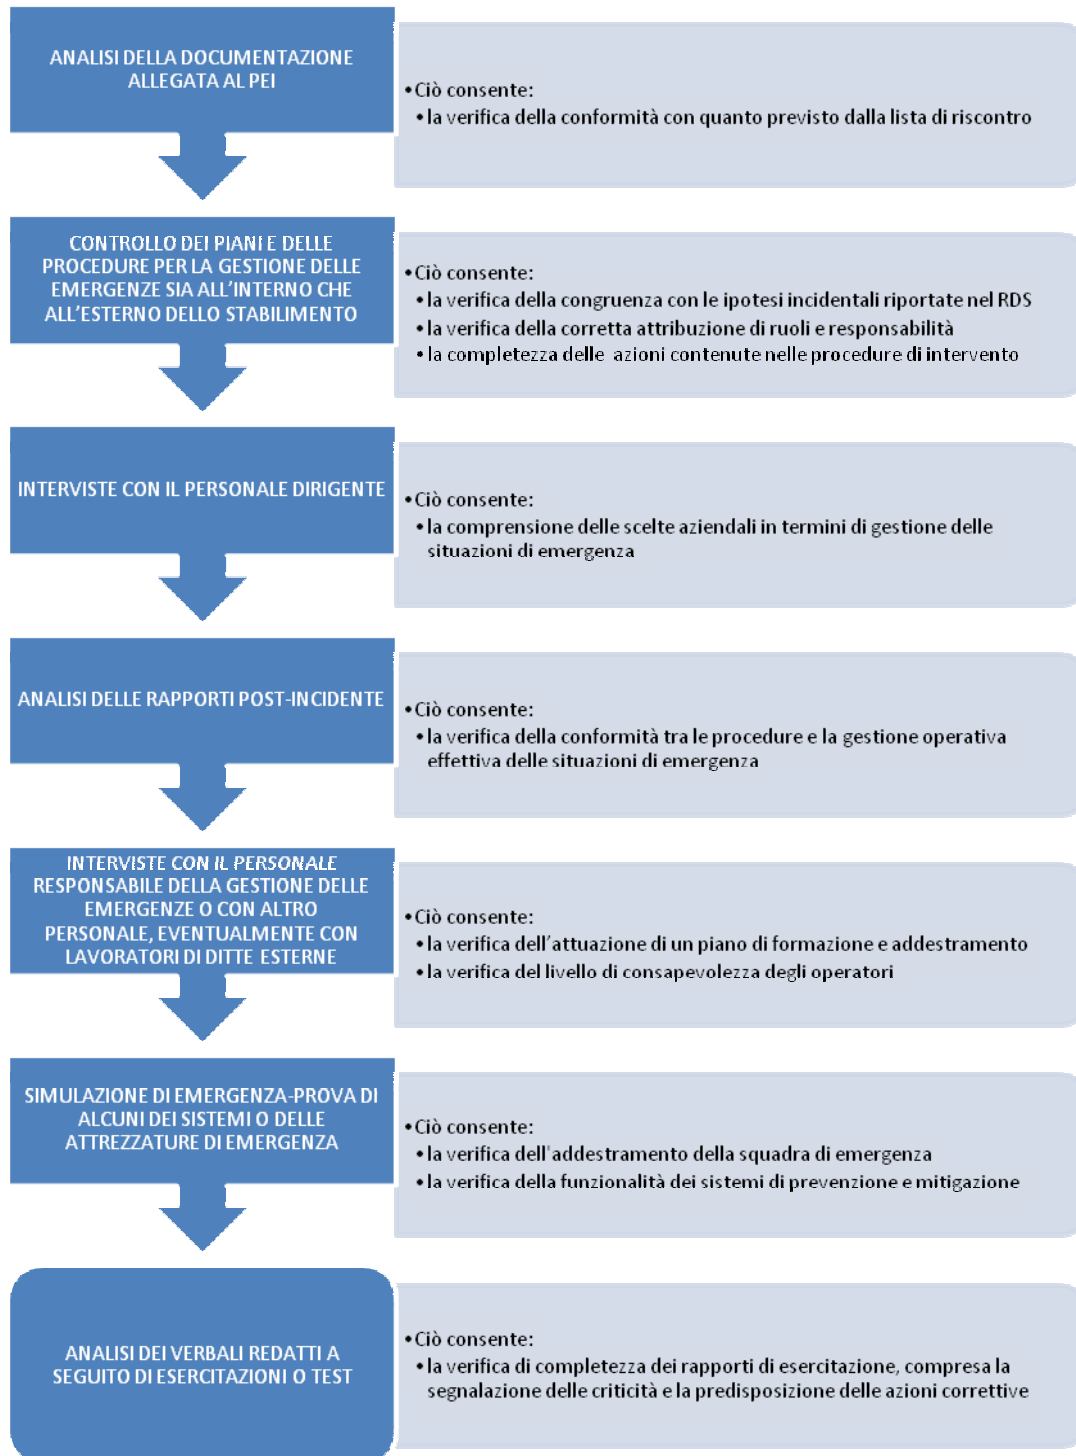 ANALISI DELLA DOCUMENTAZIONE
ALLEGATA AL PEI
•Ciò consente:
•la verifica della conformità con quanto previsto dalla lista di riscontro
CONTROLLO DEI PIANI E DELLE
PROCEDURE PER LA GESTIONE DELLE
EMERGENZE SIA ALL'INTERNO CHE
ALL'ESTERNO DELLO STABILIMENTO
•Ciò consente:
•la verifica della congruenza con le ipotesi incidentali riportate nel RDS
•la verifica della corretta attribuzione di ruoli e responsabilità
•la completezza delle azioni contenute nelle procedure di intervento
INTERVISTE CON IL PERSONALE DIRIGENTE
•Ciò consente:
•la comprensione delle scelte aziendali in termini di gestione delle
situazioni di emergenza
ANALISI DELLE RAPPORTI POST-INCIDENTE
•Ciò consente:
•la verifica della conformità tra le procedure e la gestione operativa
effettiva delle situazioni di emergenza
INTERVISTE CON IL PERSONALE
RESPONSABILE DELLA GESTIONE DELLE
EMERGENZE O CON ALTRO
PERSONALE, EVENTUALMENTE CON
LAVORATORI DI DITTE ESTERNE
•Ciò consente:
•la verifica dell'attuazione di un piano di formazione e addestramento
•la verifica del livello di consapevolezza degli operatori
SIMULAZIONE DI EMERGENZA-PROVA DI
ALCUNI DEI SISTEMI O DELLE
ATTREZZATURE DI EMERGENZA
•Ciò consente:
•la verifica dell'addestramento della squadra di emergenza
•la verifica della funzionalità dei sistemi di prevenzione e mitigazione
ANALISI DEI VERBALI REDATTI A
SEGUITO DI ESERCITAZIONI O TEST
•Ciò consente:
•la verifica di completezza dei rapporti di esercitazione, compresa la
segnalazione delle criticità e la predisposizione delle azioni correttive